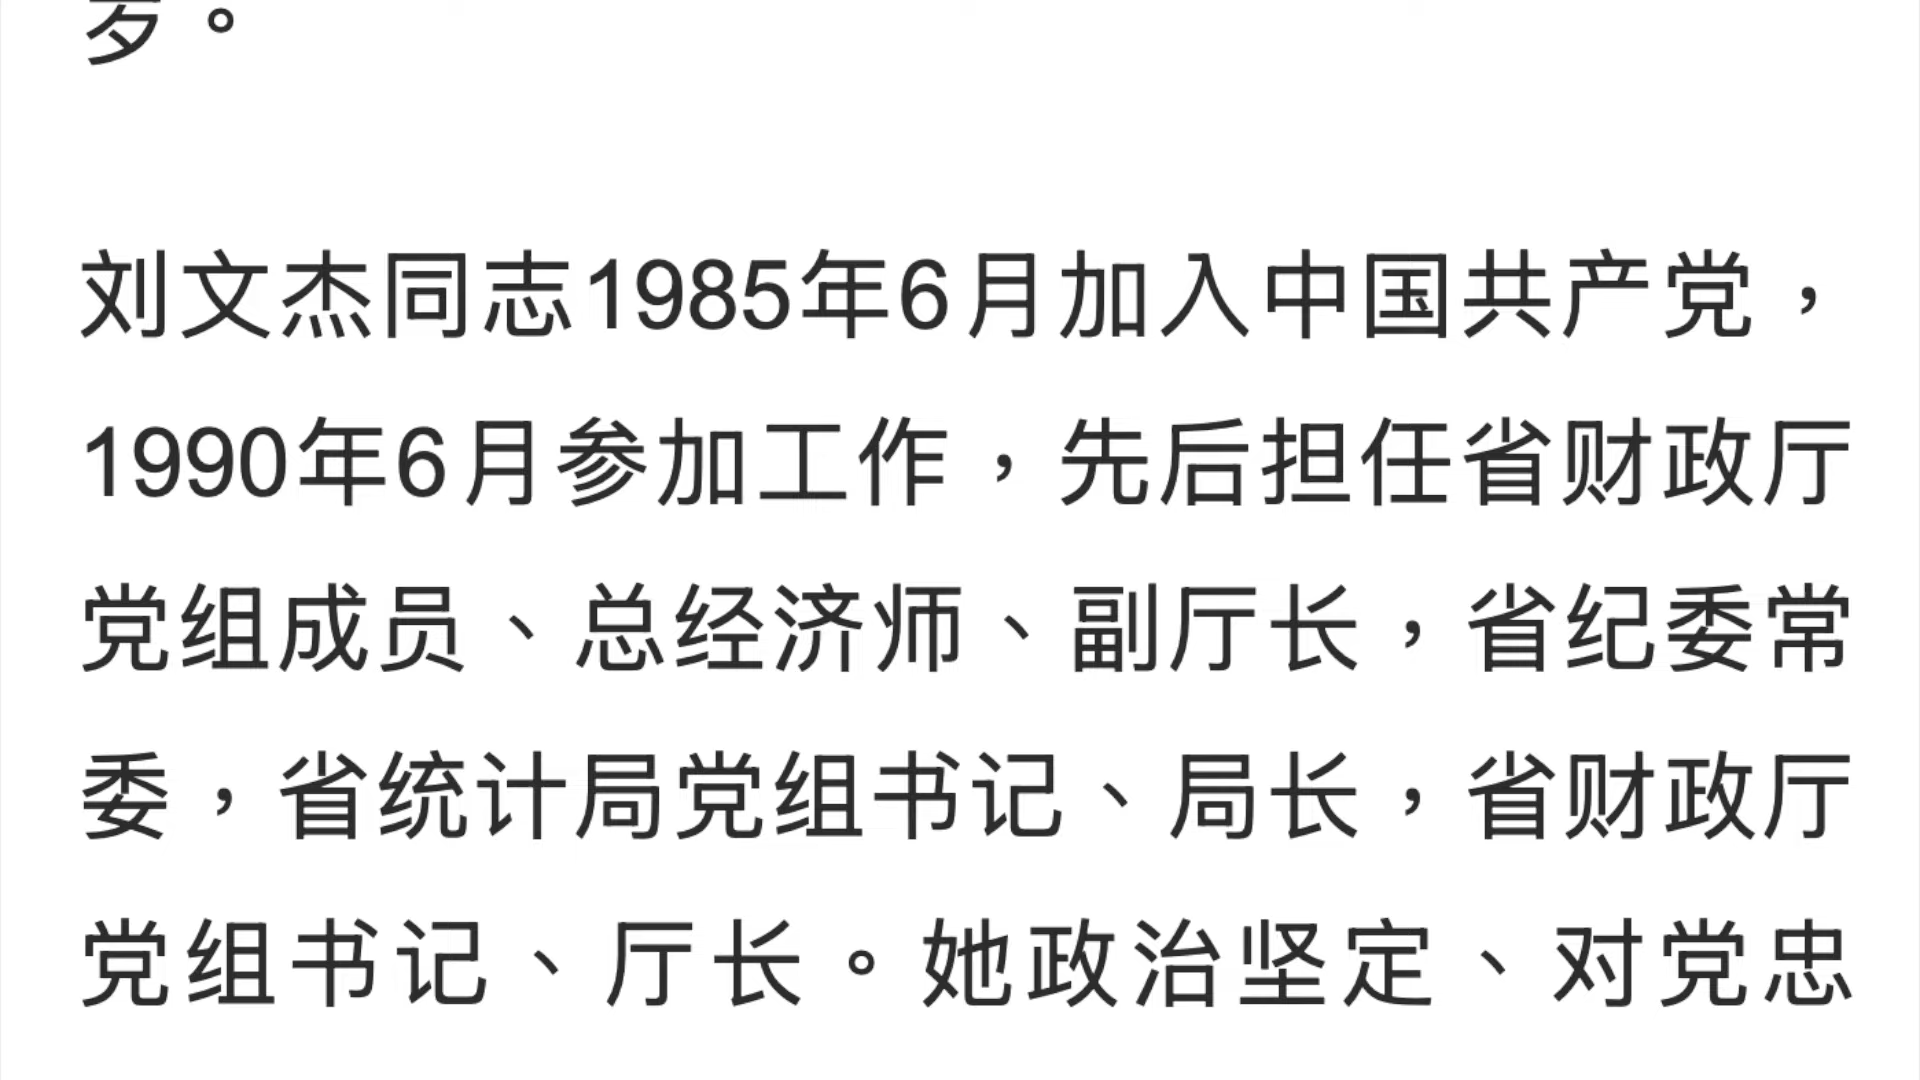 岁。
刘文杰同志1985年6月加入中国共产党，
1990年6月参加工作，先后担任省财政厅
党组成员、总经济师、副厅长，省纪委常
委，省统计局党组书记、局长，省财政厅
党组书记、厅长。她政治坚定、对党忠